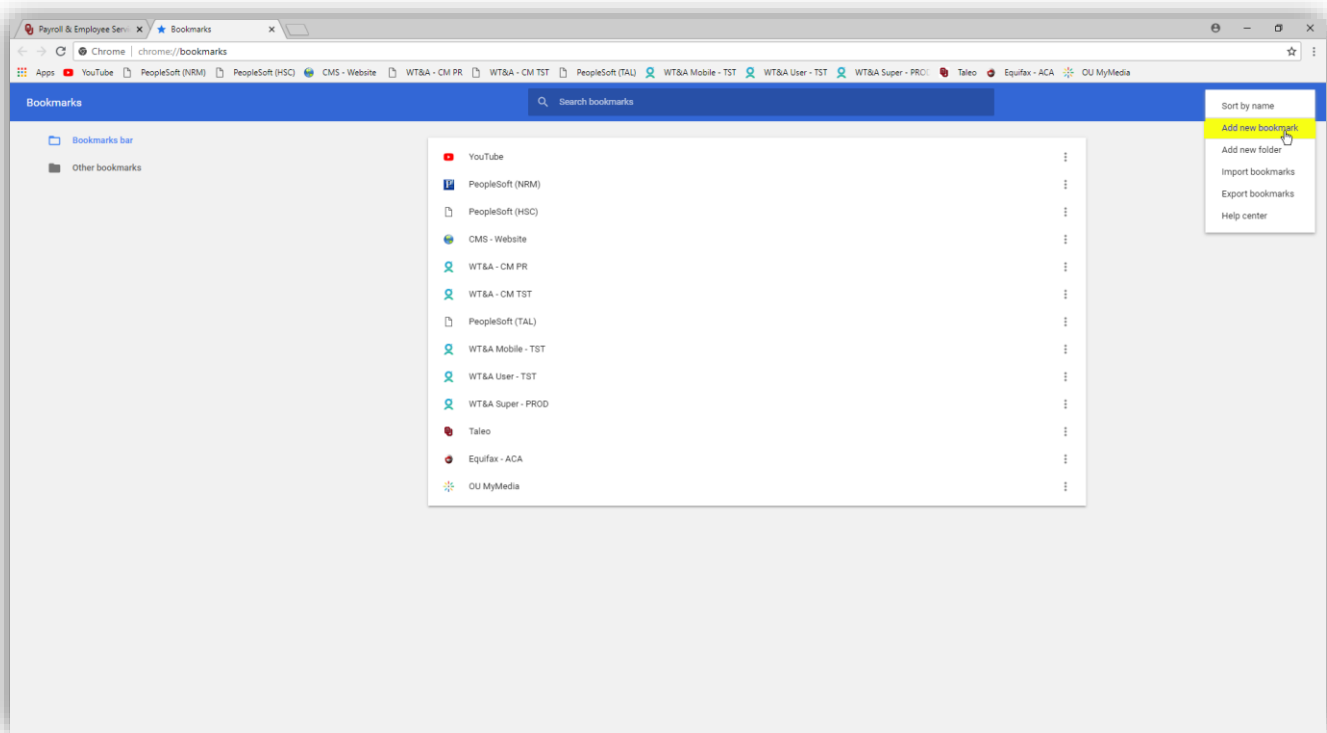 Payroll & Employee Serv
Bookmarks
Chrome | chrome://bookmarks
Apps YouTube PeopleSoft (NRM) PeopleSoft (HSC) CMS - Website WT&A - CM PR WT&A - CM TST PeopleSoft (TAL) WT&A Mobile - TST WT&A User - TST WT&A Super - PROD Taleo Equifax - ACA OU MyMedia
Bookmarks
Search bookmarks
Bookmarks bar
Other bookmarks
YouTube
PeopleSoft (NRM)
PeopleSoft (HSC)
CMS - Website
WT&A - CM PR
WT&A - CM TST
PeopleSoft (TAL)
WT&A Mobile - TST
WT&A User - TST
WT&A Super - PROD
Taleo
Equifax - ACA
OU MyMedia
Sort by name
Add new bookmark
Add new folder
Import bookmarks
Export bookmarks
Help center